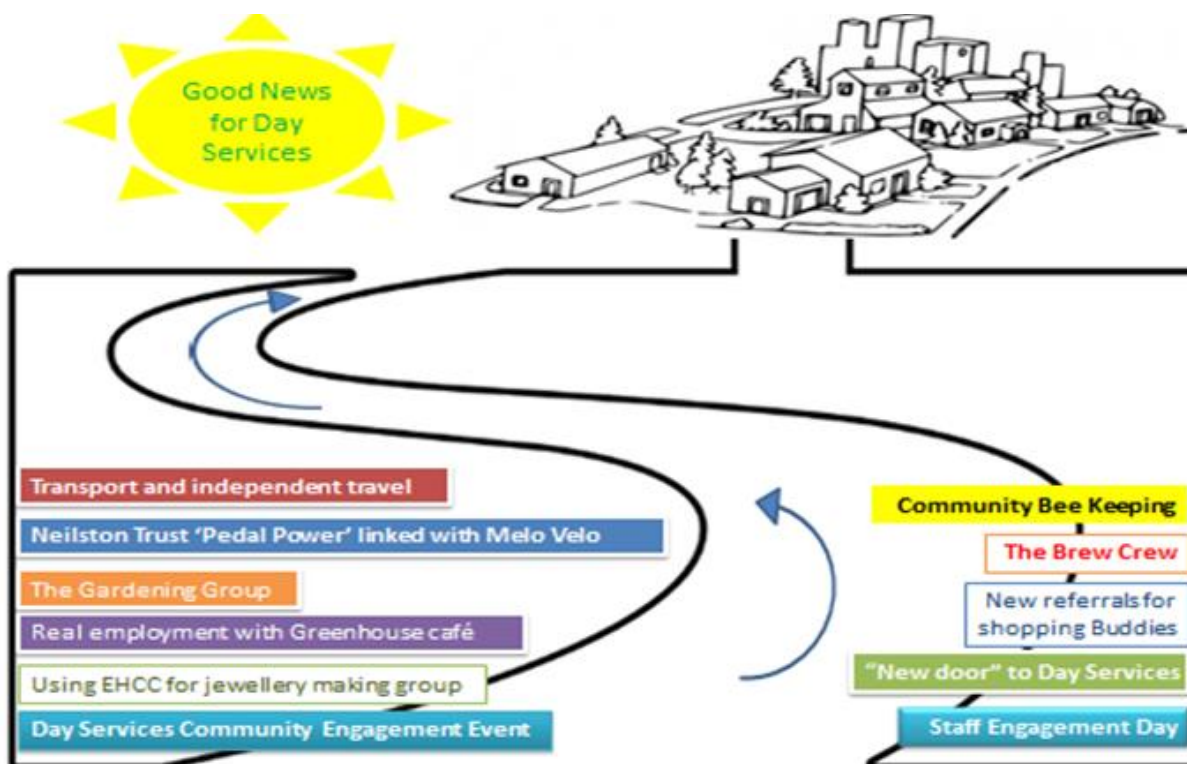 Good News
for Day
Services
Transport and independent travel
Neilston Trust ‘Pedal Power’ linked with Melo Velo
The Gardening Group
Real employment with Greenhouse café
Using EHCC for jewellery making group
Day Services Community Engagement Event
Community Bee Keeping
The Brew Crew
New referrals for
shopping Buddies
“New door” to Day Services
Staff Engagement Day